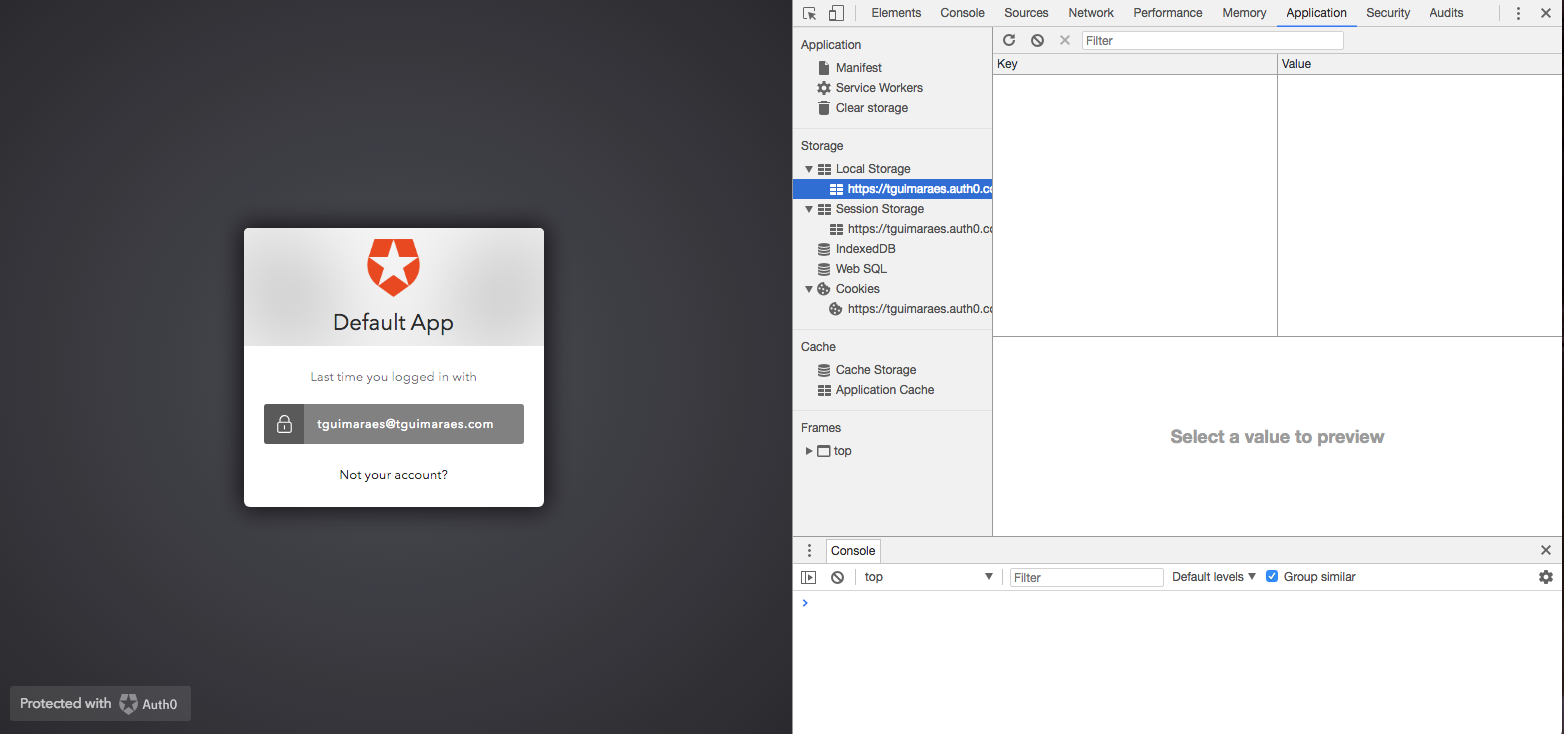 Default App
Last time you logged in with
tguimaraes@tguimaraes.com
Not your account?
Protected with Auth0
Elements Console Sources Network Performance Memory Application Security Audits
Application
Manifest
Service Workers
Clear storage
Storage
Local Storage
https://tguimaraes.auth0.co
Session Storage
https://tguimaraes.auth0.co
IndexedDB
Web SQL
Cookies
https://tguimaraes.auth0.co
Cache
Cache Storage
Application Cache
Frames
top
Filter
Key Value
Select a value to preview
Console
top Filter Default levels Group similar